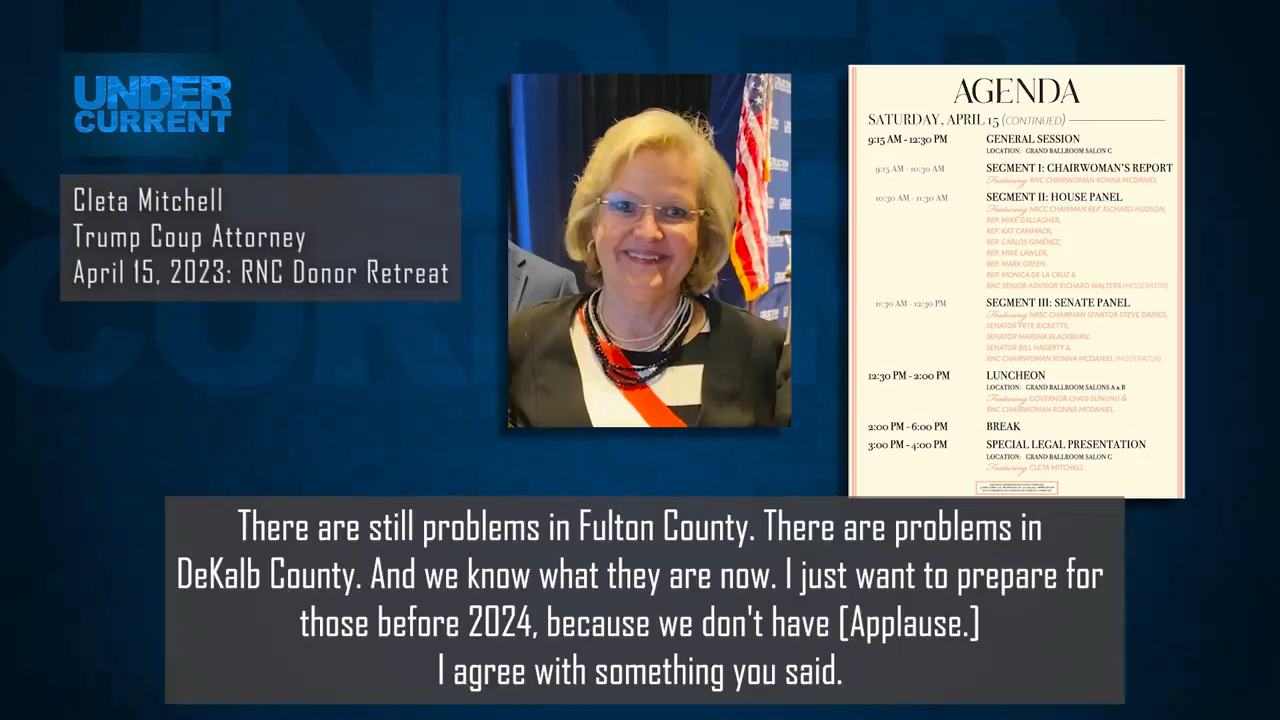 UNDER
CURRENT
Cleta Mitchell
Trump Coup Attorney
April 15, 2023: RNC Donor Retreat
AGENDA
SATURDAY, APRIL 15 (CONTINUED)
9:15 AM - 12:30 PM GENERAL SESSION
LOCATION: GRAND BALLROOM SALON C
9:15 AM - 10:30 AM SEGMENT I: CHAIRWOMAN'S REPORT
Featuring RNC CHAIRWOMAN RONNA MCDANIEL
10:30 AM - 11:30 AM SEGMENT II: HOUSE PANEL
Featuring NRCC CHAIRMAN REP. RICHARD HUDSON,
REP. MIKE GALLAGHER,
REP. KAT CAMMACK,
REP. CARLOS GIMÉNEZ,
REP. MIKE LAWLER,
REP. MARK GREEN,
REP. MONICA DE LA CRUZ &
RNC SENIOR ADVISOR RICHARD WALTERS (MODERATOR)
11:30 AM - 12:30 PM SEGMENT III: SENATE PANEL
Featuring NRSC CHAIRMAN SENATOR STEVE DAINES,
SENATOR PETE RICKETTS,
SENATOR MARSHA BLACKBURN,
SENATOR BILL HAGERTY &
RNC CHAIRWOMAN RONNA MCDANIEL (MODERATOR)
12:30 PM - 2:00 PM LUNCHEON
LOCATION: GRAND BALLROOM SALONS A & B
Featuring GOVERNOR CHRIS SUNUNU &
RNC CHAIRWOMAN RONNA MCDANIEL
2:00 PM - 6:00 PM BREAK
3:00 PM - 4:00 PM SPECIAL LEGAL PRESENTATION
LOCATION: GRAND BALLROOM SALON C
Featuring CLETA MITCHELL
There are still problems in Fulton County. There are problems in
DeKalb County. And we know what they are now. I just want to prepare for
those before 2024, because we don't have [Applause.]
I agree with something you said.